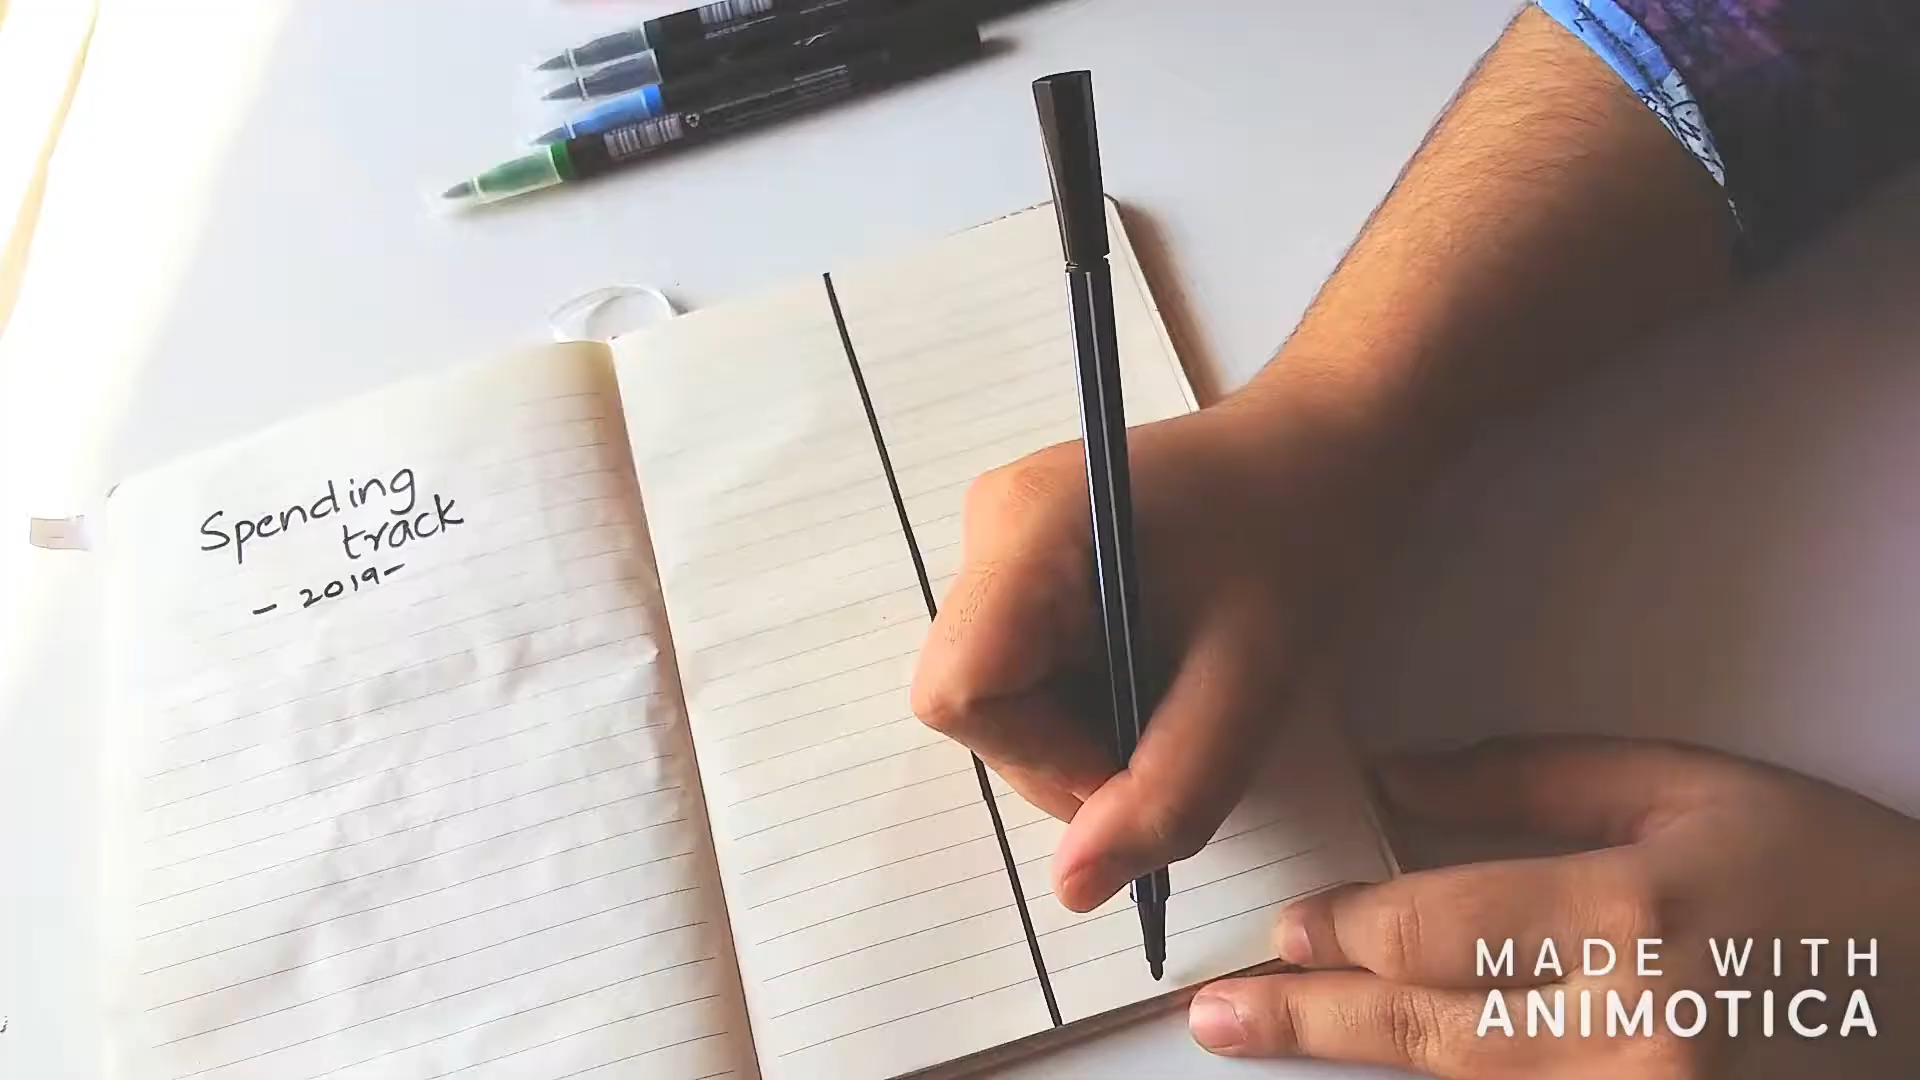 Spending
track
- 2019-
MADE WITH
ANIMOTICA